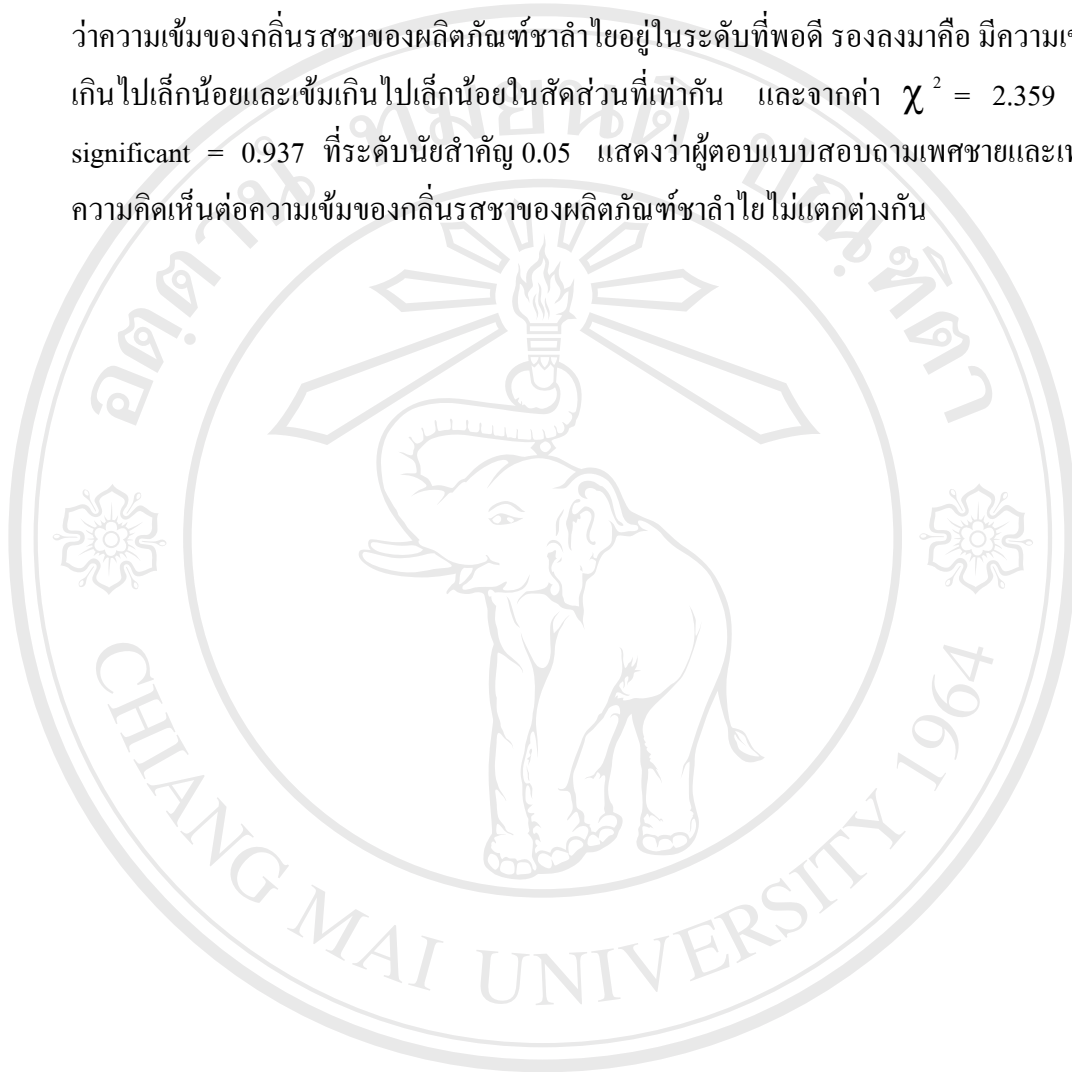 ว่าความเข้มของกลิ่นรสชาของผลิตภัณฑ์ชาลำไยอยู่ในระดับที่พอดี รองลงมาคือ
เกินไปเล็กน้อยและเข้มเกินไปเล็กน้อยในสัดส่วนที่เท่ากัน และจากค่า χ² = 2.359
significant = 0.937 ที่ระดับนัยสำคัญ 0.05 แสดงว่าผู้ตอบแบบสอบถามเพศชายและ
ความคิดเห็นต่อความเข้มของกลิ่นรสชาของผลิตภัณฑ์ชาลำไยไม่แตกต่างกัน
CHIANG MAI UNIVERSITY 1964